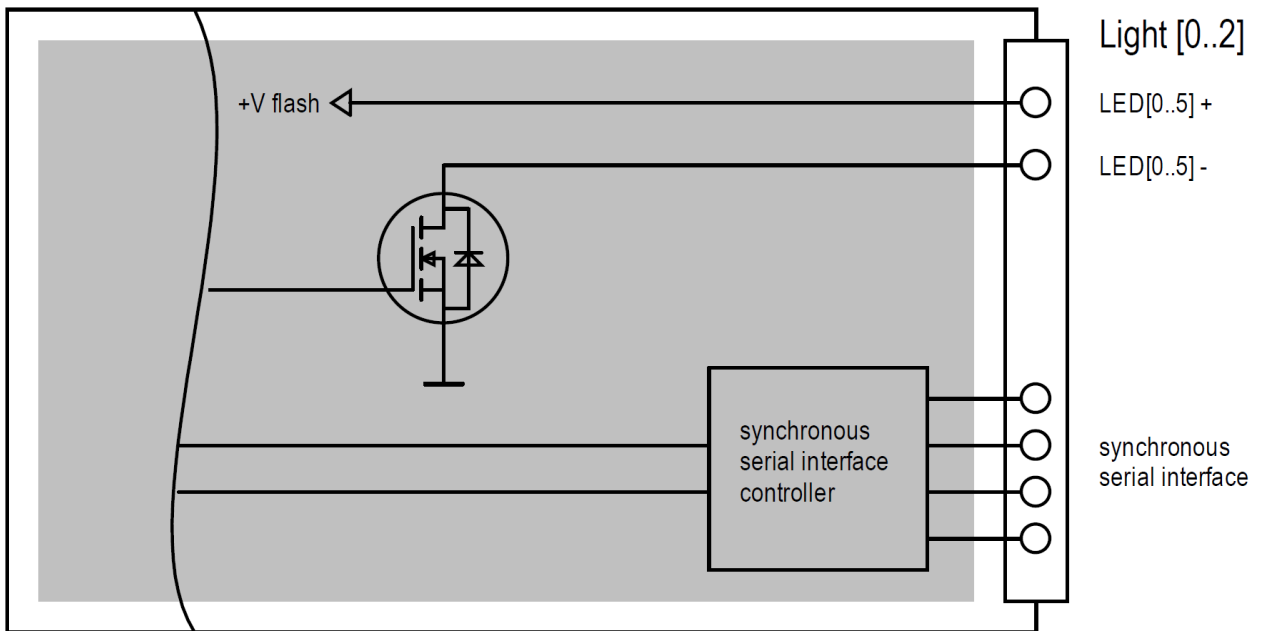 Light [0..2]
+V flash
LED[0..5] +
LED[0..5] -
synchronous
serial interface
controller
synchronous
serial interface